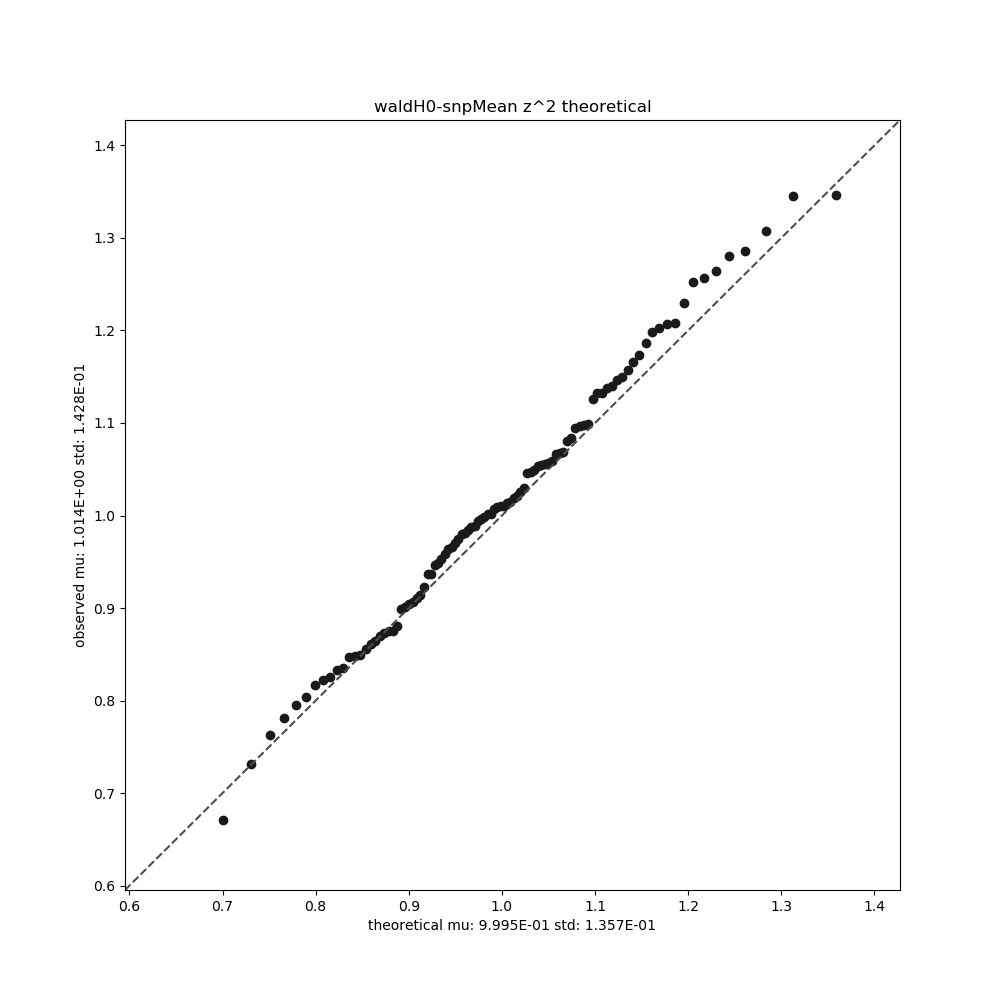 waldH0-snpMean z^2 theoretical
1.4
1.3
1.2
1.1
1.0
0.9
0.8
0.7
0.6
observed mu: 1.014E+00 std: 1.428E-01
0.6 0.7 0.8 0.9 1.0 1.1 1.2 1.3 1.4
theoretical mu: 9.995E-01 std: 1.357E-01